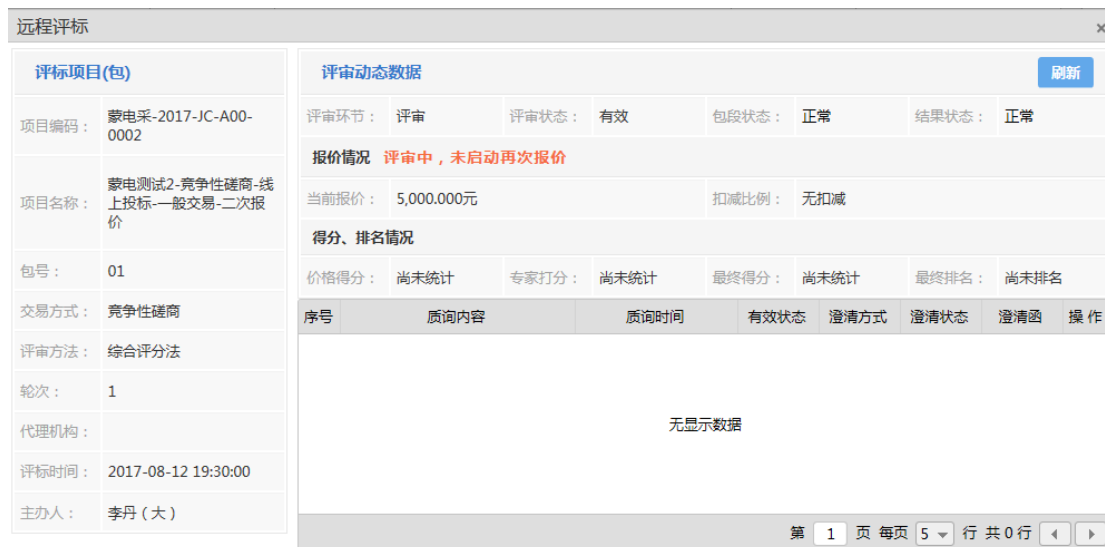 远程评标
×
评标项目(包)
项目编码： 蒙电采-2017-JC-A00-
0002
项目名称： 蒙电测试2-竞争性磋商-线
上投标-一般交易-二次报
价
包号： 01
交易方式： 竞争性磋商
评审方法： 综合评分法
轮次： 1
代理机构：
评标时间： 2017-08-12 19:30:00
主办人： 李丹（大）
评审动态数据 刷新
评审环节： 评审 评审状态： 有效 包段状态： 正常 结果状态： 正常
报价情况 评审中，未启动再次报价
当前报价： 5,000.000元 扣减比例： 无扣减
得分、排名情况
价格得分： 尚未统计 专家打分： 尚未统计 最终得分： 尚未统计 最终排名： 尚未排名
序号 质询内容 质询时间 有效状态 澄清方式 澄清状态 澄清函 操作
无显示数据
第 1 页 每页 5 行 共0行